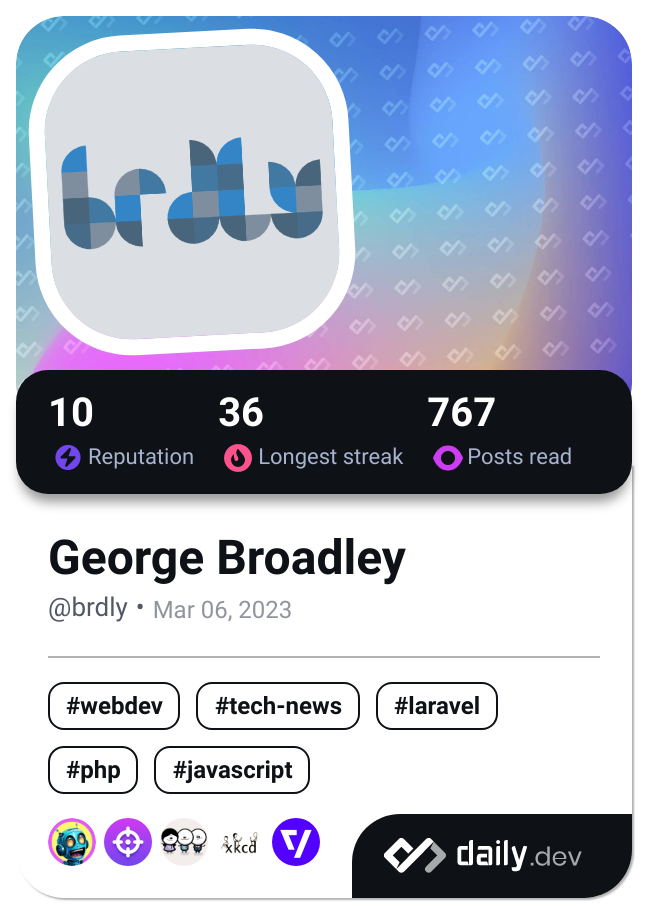 brdly
10 36 767
Reputation Longest streak Posts read
George Broadley
@brdly • Mar 06, 2023
#webdev #tech-news #laravel
#php #javascript
xkcd
daily.dev